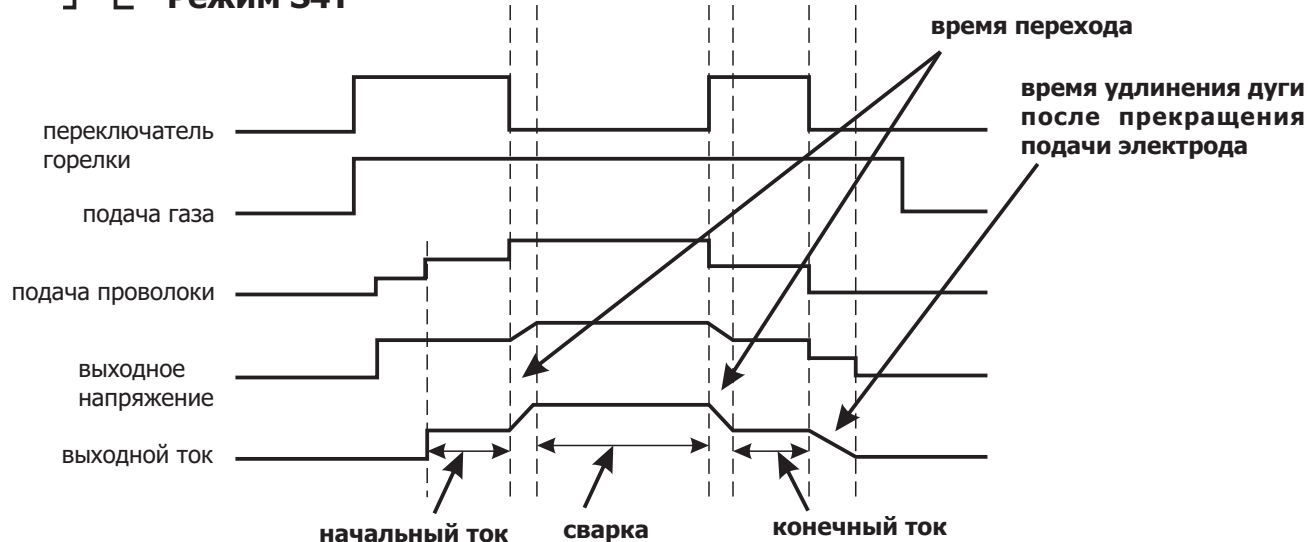 Режим S4T
время перехода
время удлинения дуги
после прекращения
подачи электрода
переключатель
горелки
подача газа
подача проволоки
выходное
напряжение
выходной ток
начальный ток
сварка
конечный ток